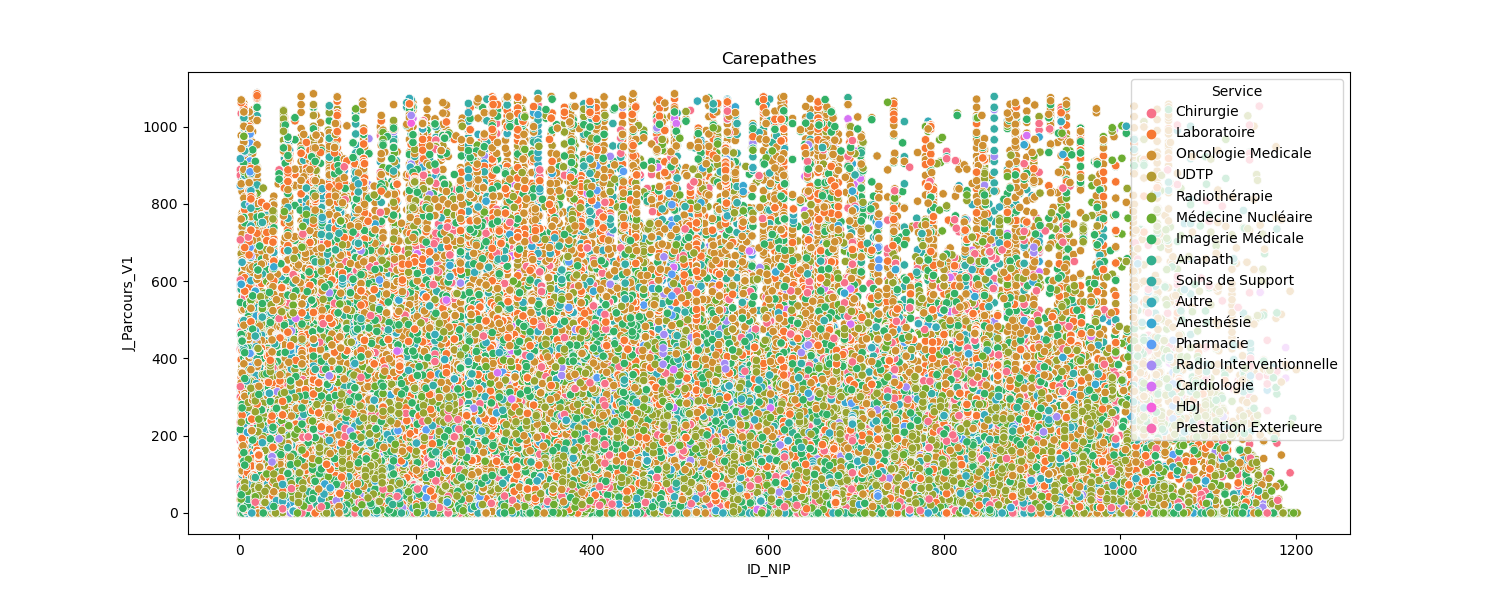 Carepathes
Service
Chirurgie
Laboratoire
Oncologie Medicale
UDTP
Radiothérapie
Médecine Nucléaire
Imagerie Médicale
Anapath
Soins de Support
Autre
Anesthésie
Pharmacie
Radio Interventionnelle
Cardiologie
HDJ
Prestation Exterieure
J_Parcours_V1
1000
800
600
400
200
0
0 200 400 600 800 1000 1200
ID_NIP